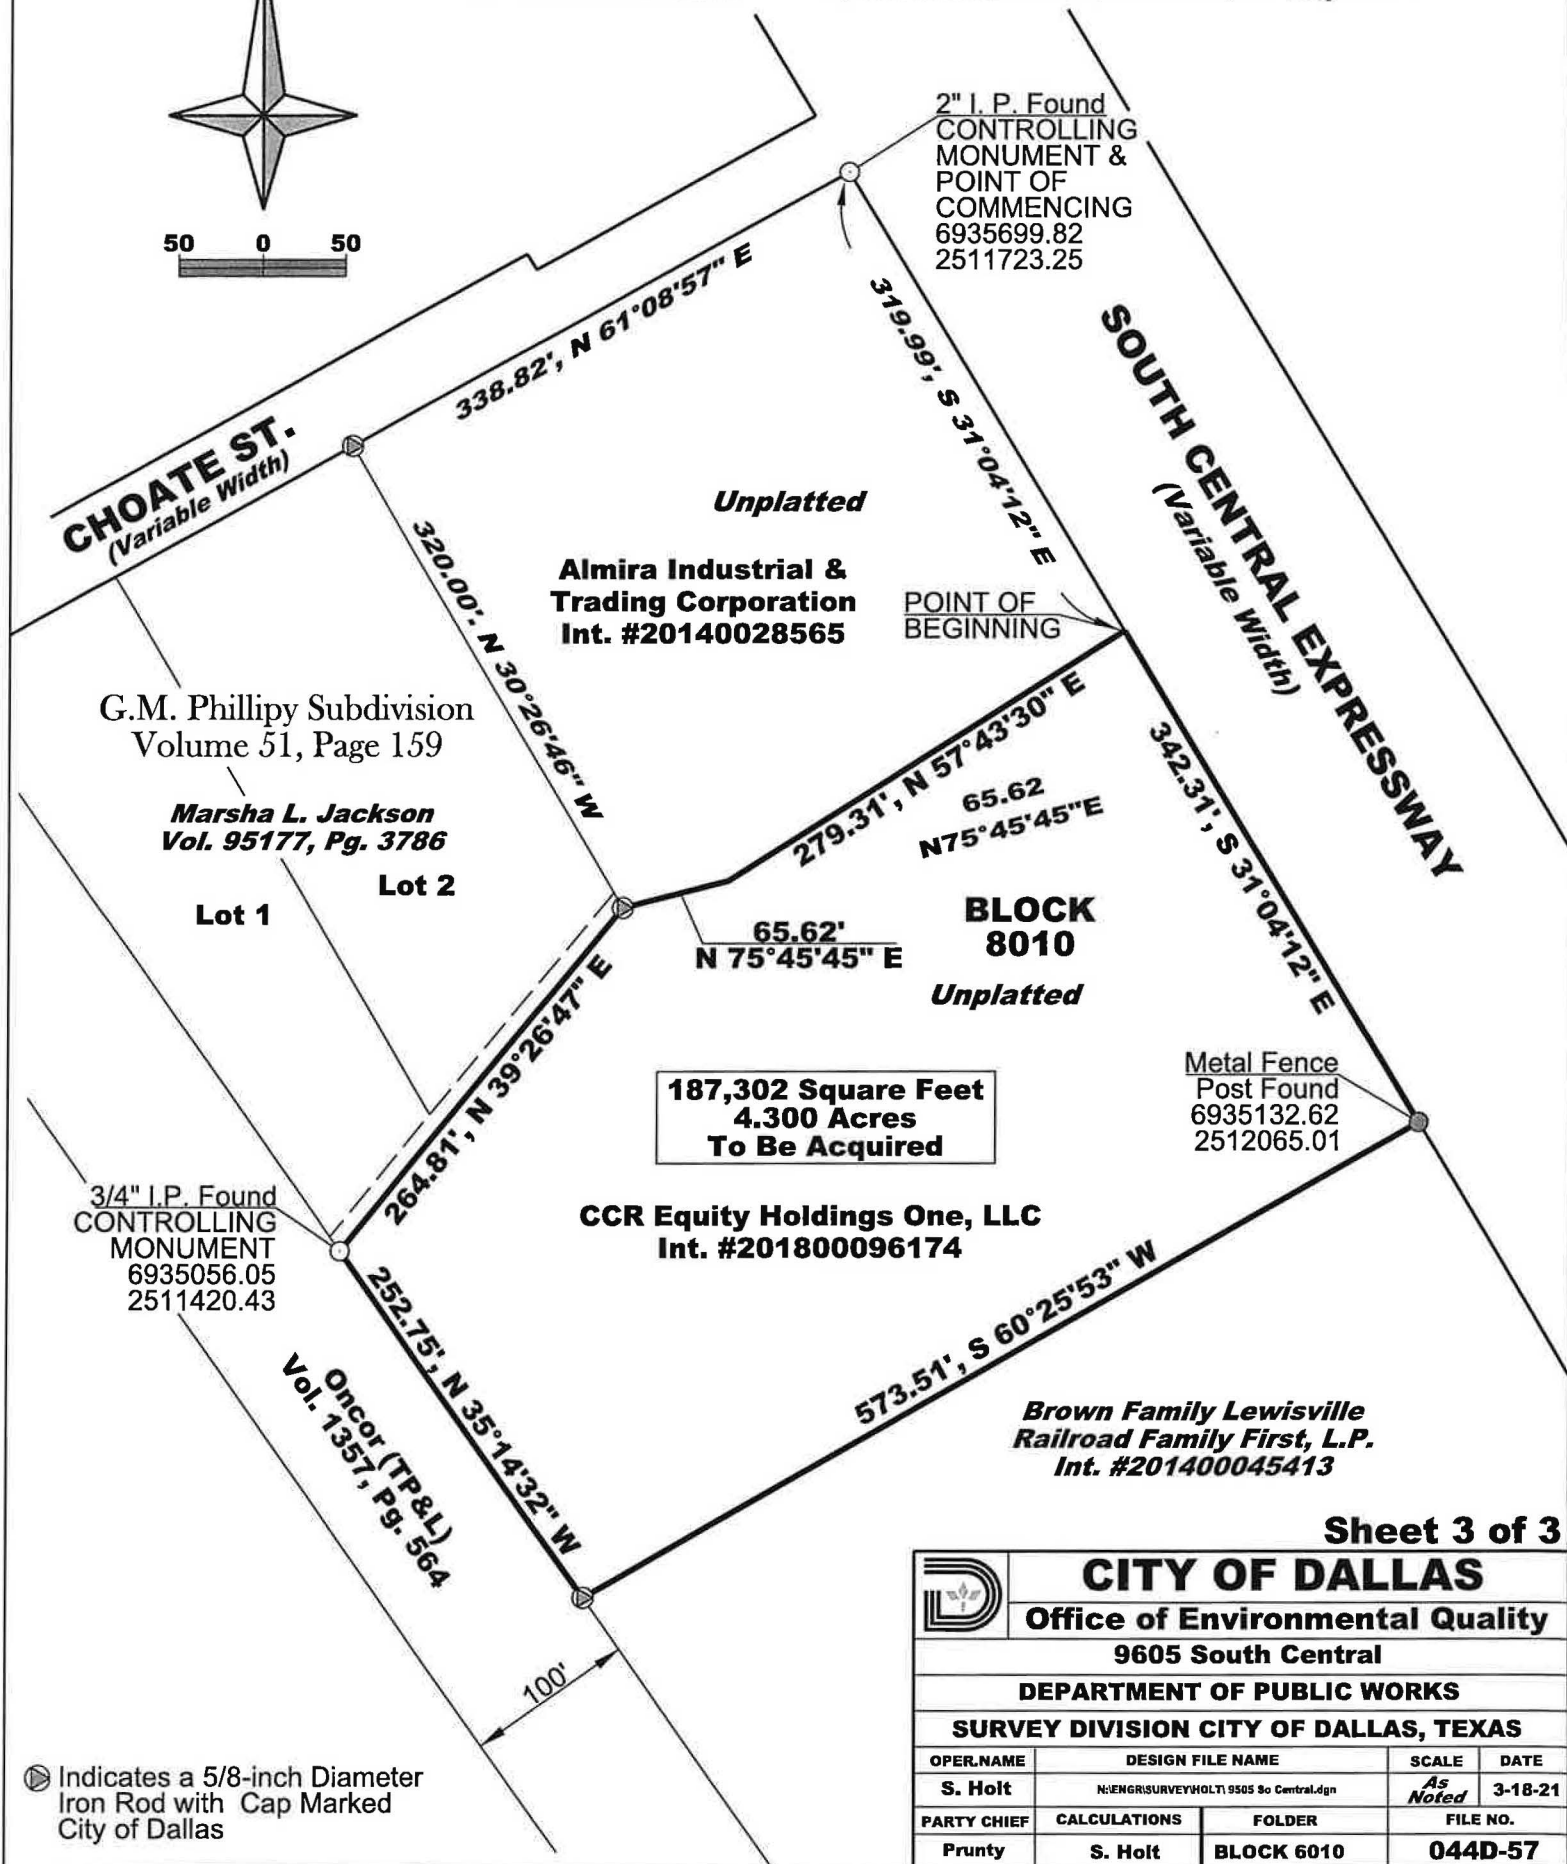 2" I. P. Found
CONTROLLING
MONUMENT &
POINT OF
COMMENCING
6935699.82
2511723.25
50 0 50
338.82', N 61°08'57" E
319.99', S 31°04'12" E
SOUTH CENTRAL EXPRESSWAY
(Variable Width)
CHOATE ST.
(Variable Width)
320.00'. N 30°26'46" W
Unplatted
Almira Industrial &
Trading Corporation
Int. #20140028565
POINT OF
BEGINNING
G.M. Phillipy Subdivision
Volume 51, Page 159
Marsha L. Jackson
Vol. 95177, Pg. 3786
Lot 2
Lot 1
279.31', N 57°43'30" E
65.62
N75°45'45"E
342.31', S 31°04'12" E
65.62'
N 75°45'45" E
BLOCK
8010
Unplatted
264.81', N 39°26'47" E
187,302 Square Feet
4.300 Acres
To Be Acquired
Metal Fence
Post Found
6935132.62
2512065.01
3/4" I.P. Found
CONTROLLING
MONUMENT
6935056.05
2511420.43
CCR Equity Holdings One, LLC
Int. #201800096174
252.75', N 35°14'32" W
573.51', S 60°25'53" W
Oncor (TP&L)
Vol. 1357, Pg. 564
Brown Family Lewisville
Railroad Family First, L.P.
Int. #201400045413
100'
Indicates a 5/8-inch Diameter
Iron Rod with Cap Marked
City of Dallas
Sheet 3 of 3
CITY OF DALLAS
Office of Environmental Quality
9605 South Central
DEPARTMENT OF PUBLIC WORKS
SURVEY DIVISION CITY OF DALLAS, TEXAS
OPER.NAME DESIGN FILE NAME SCALE DATE
S. Holt N:\ENGR\SURVEY\HOLT\ 9505 So Central.dgn As Noted 3-18-21
PARTY CHIEF CALCULATIONS FOLDER FILE NO.
Prunty S. Holt BLOCK 6010 044D-57